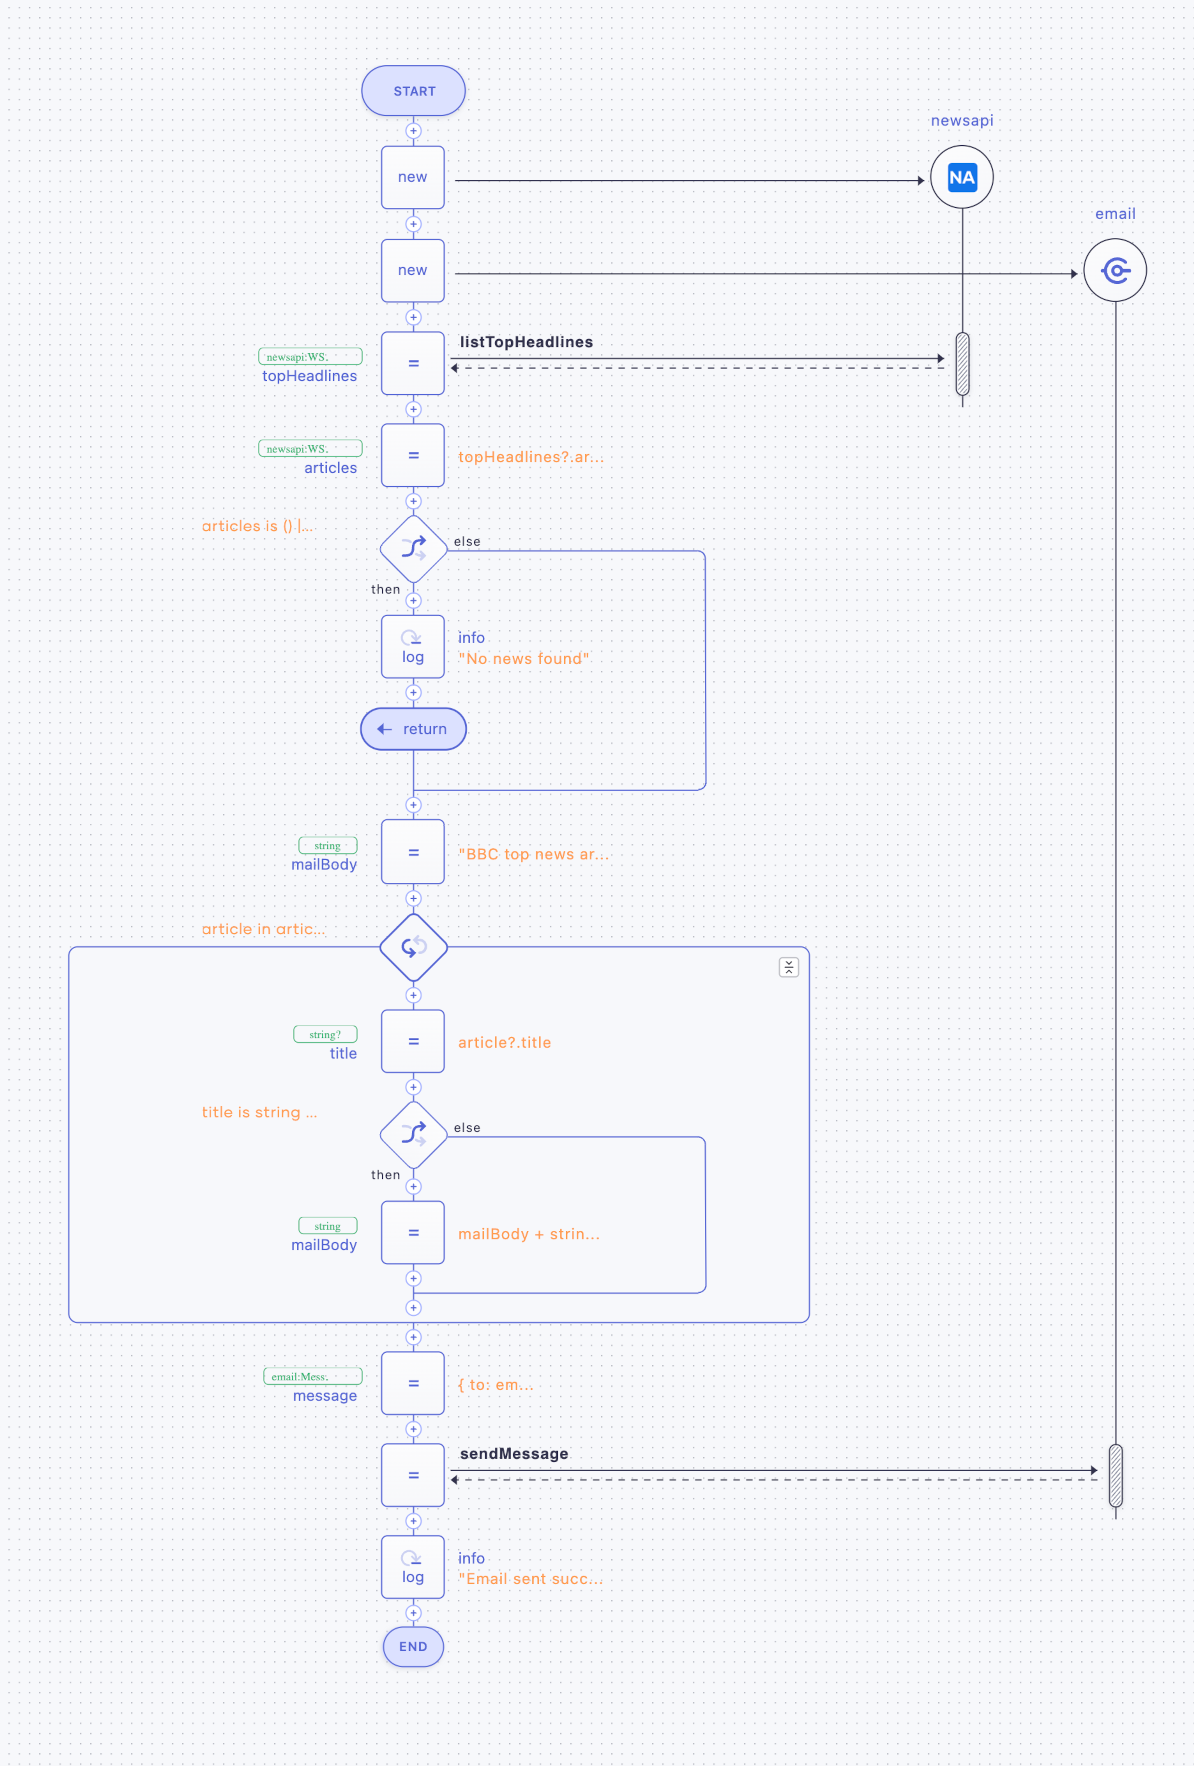 START
newsapi
new
NA
email
new
listTopHeadlines
newsapi:WS.
topHeadlines
=
newsapi:WS.
articles
=
topHeadlines?.ar...
articles is () |...
else
then
info
log
"No news found"
return
string
mailBody
=
"BBC top news ar...
article in artic...
string?
title
=
article?.title
title is string ...
else
then
string
mailBody
=
mailBody + strin...
email:Mess.
message
=
{ to: em...
sendMessage
=
info
log
"Email sent succ...
END